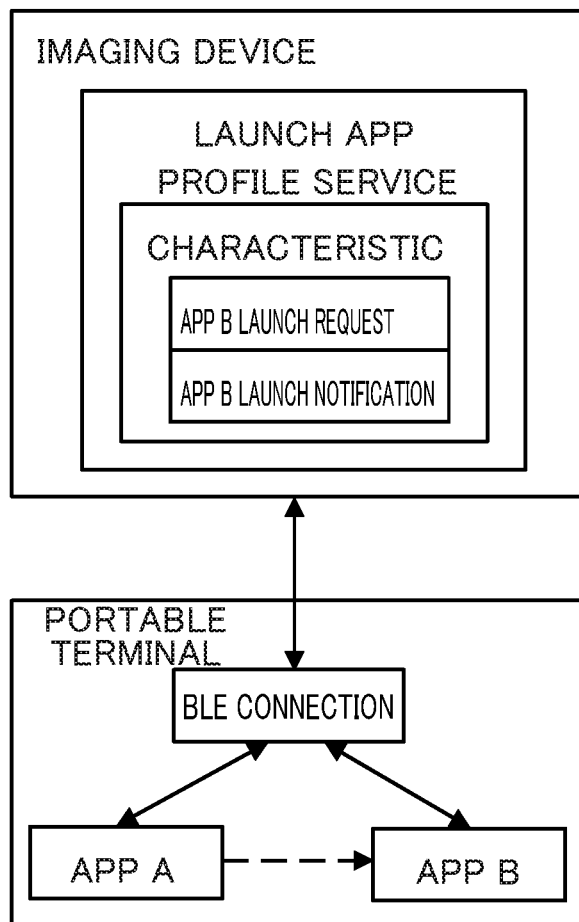 IMAGING DEVICE
LAUNCH APP
PROFILE SERVICE
CHARACTERISTIC
APP B LAUNCH REQUEST
APP B LAUNCH NOTIFICATION
PORTABLE
TERMINAL
BLE CONNECTION
APP A
APP B